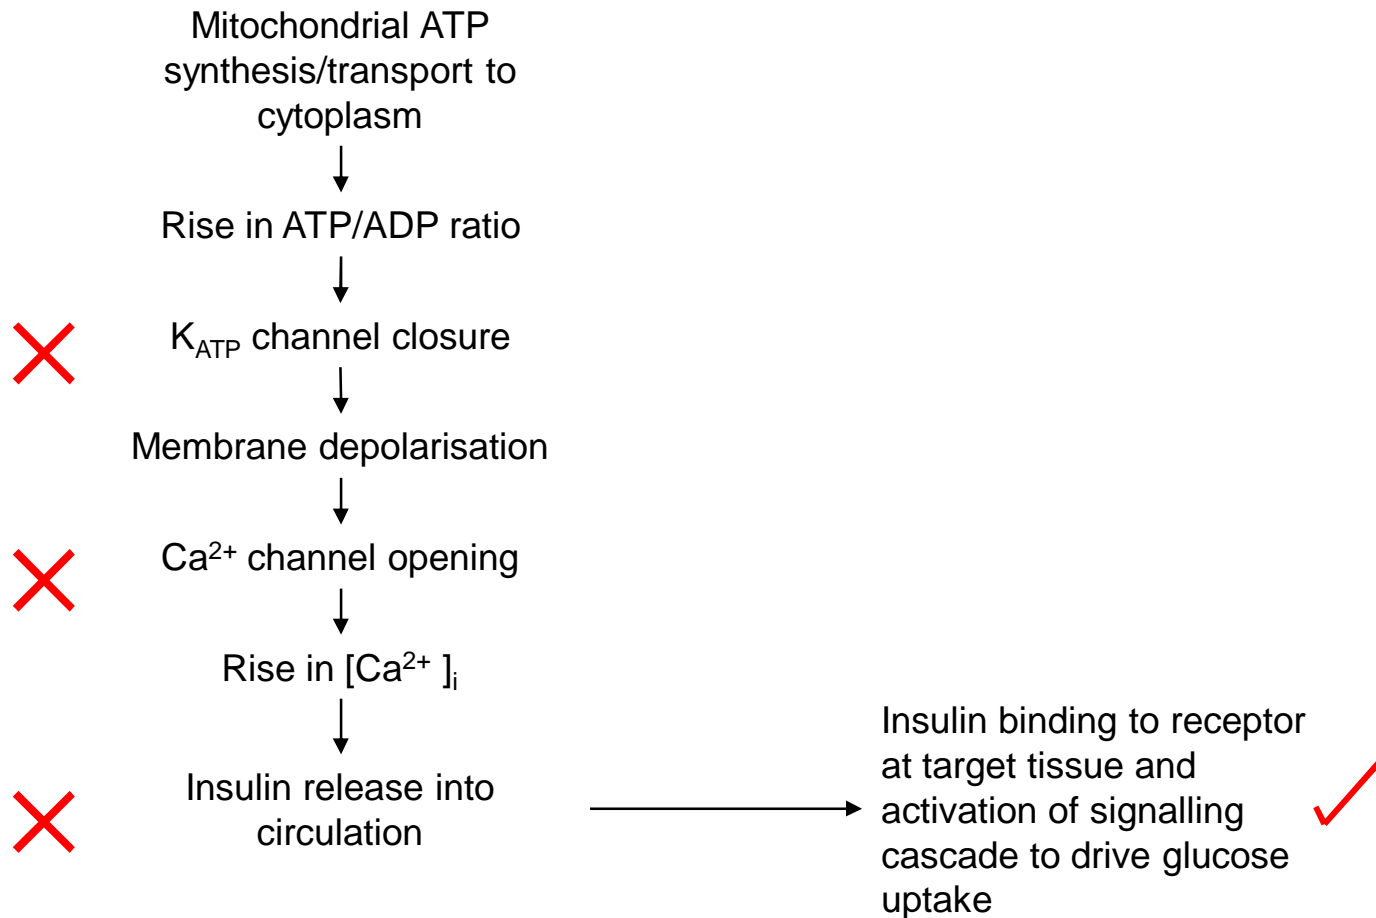 Mitochondrial ATP
synthesis/transport to
cytoplasm
Rise in ATP/ADP ratio
K_ATP channel closure
Membrane depolarisation
Ca²⁺ channel opening
Rise in [Ca²⁺ ]ᵢ
Insulin release into
circulation
Insulin binding to receptor
at target tissue and
activation of signalling
cascade to drive glucose
uptake